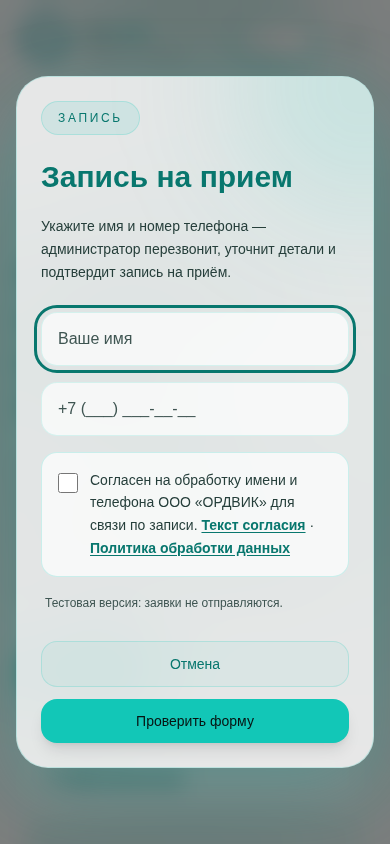 ЗАПИСЬ
Запись на прием
Укажите имя и номер телефона —
администратор перезвонит, уточнит детали и
подтвердит запись на приём.
Ваше имя
+7 (___) ___-__-__
Согласен на обработку имени и
телефона ООО «ОРДВИК» для
связи по записи. Текст согласия ·
Политика обработки данных
Тестовая версия: заявки не отправляются.
Отмена
Проверить форму